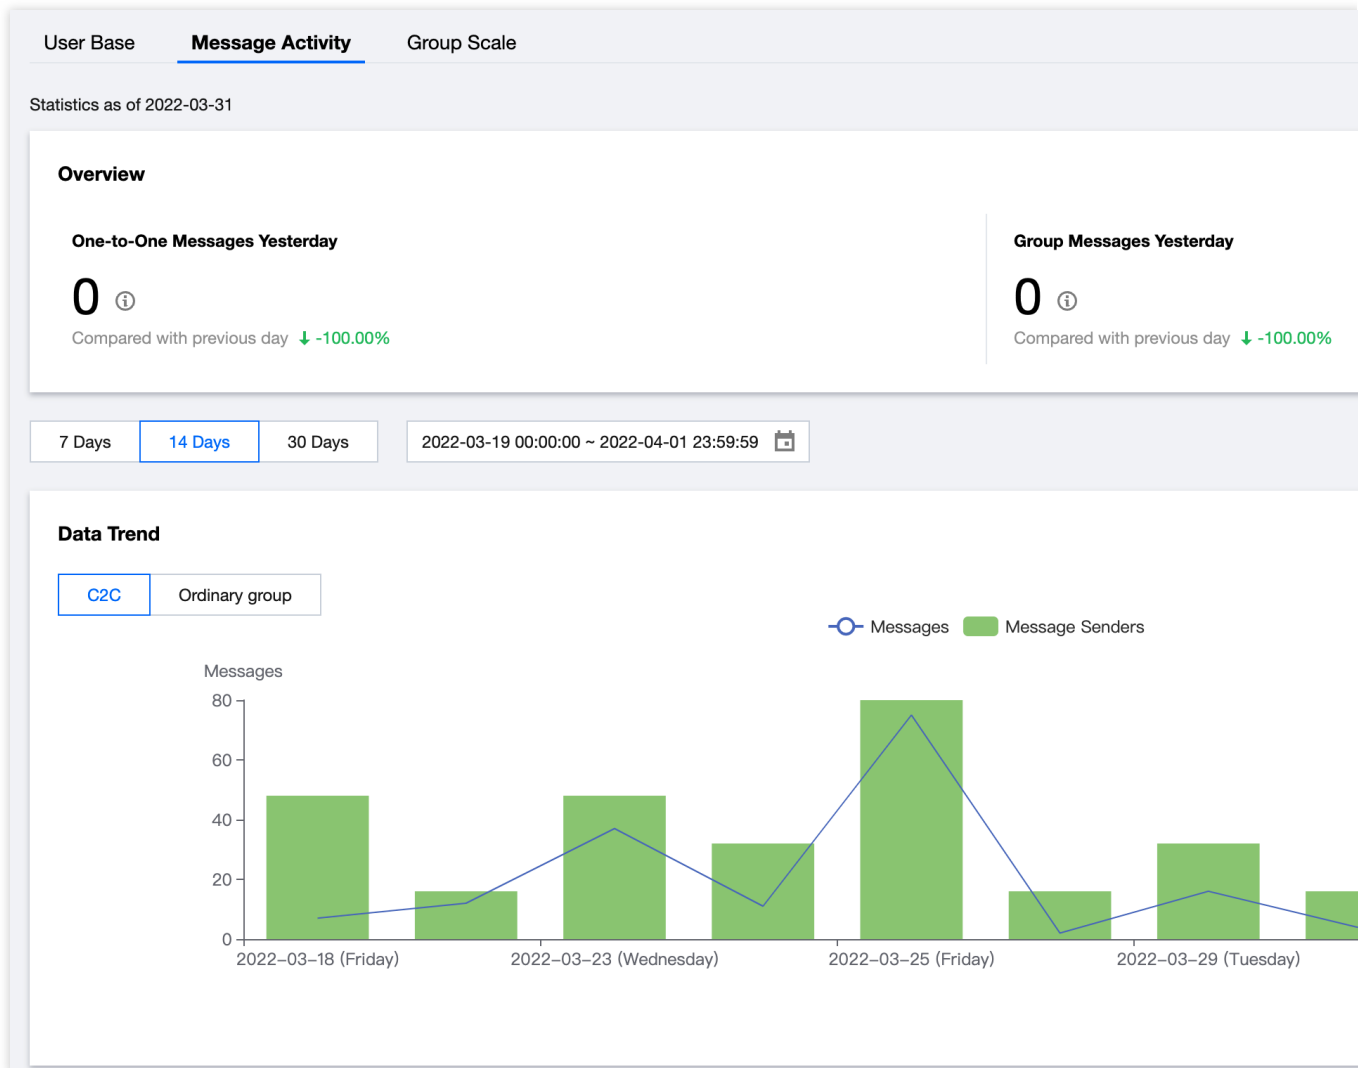 User Base Message Activity Group Scale
Statistics as of 2022-03-31
Overview
One-to-One Messages Yesterday
0
Compared with previous day -100.00%
Group Messages Yesterday
0
Compared with previous day -100.00%
7 Days 14 Days 30 Days 2022-03-19 00:00:00 ~ 2022-04-01 23:59:59
Data Trend
C2C Ordinary group
Messages Message Senders
Messages
80
60
40
20
0
2022-03-18 (Friday) 2022-03-23 (Wednesday) 2022-03-25 (Friday) 2022-03-29 (Tuesday)